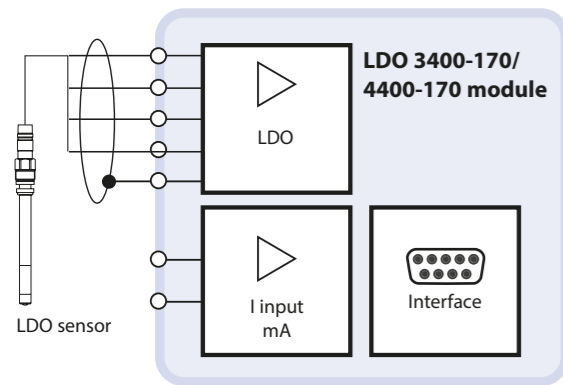 LDO 3400-170/
4400-170 module
LDO
LDO sensor
I input
mA
Interface